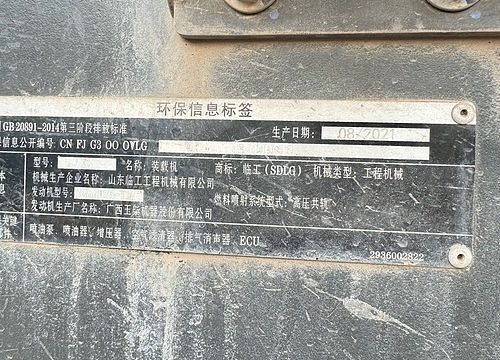 环保信息标签
GB 20891-2014第三阶段排放标准
生产日期: 08-2021
信息公开编号: CN FJ G3 00 0VLG
型号: 名称: 装载机 商标: 临工(SDLG) 机械类型: 工程机械
机械生产企业名称: 山东临工工程机械有限公司
发动机型号: 燃料喷射系统型式: 高压共轨
发动机生产厂名称: 广西玉柴机器股份有限公司
喷油泵、喷油器、增压器、空气滤清器、排气消声器、ECU
2936002822